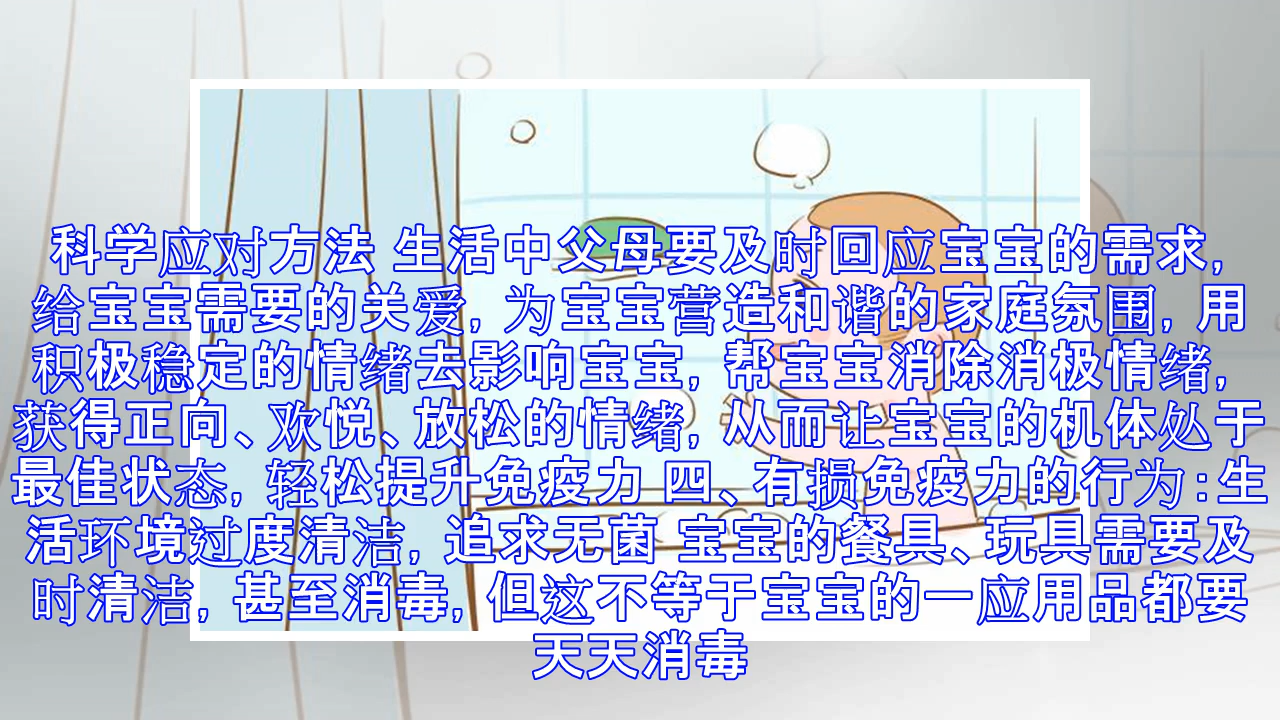 科学应对方法 生活中父母要及时回应宝宝的需求,
给宝宝需要的关爱, 为宝宝营造和谐的家庭氛围, 用
积极稳定的情绪去影响宝宝, 帮宝宝消除消极情绪,
获得正向、欢悦、放松的情绪, 从而让宝宝的机体处于
最佳状态, 轻松提升免疫力 四、有损免疫力的行为:生
活环境过度清洁, 追求无菌 宝宝的餐具、玩具需要及
时清洁, 甚至消毒, 但这不等于宝宝的一应用品都要
天天消毒